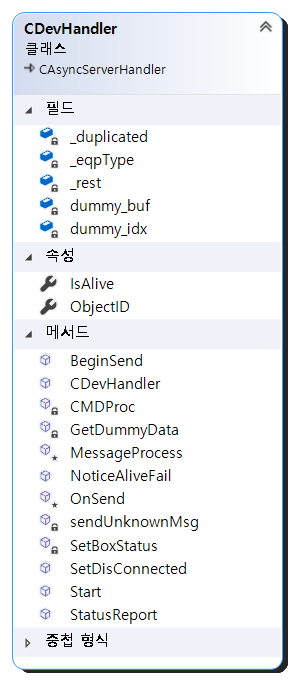 CDevHandler
클래스
CAsyncServerHandler
필드
_duplicated
_eqpType
_rest
dummy_buf
dummy_idx
속성
IsAlive
ObjectID
메서드
BeginSend
CDevHandler
CMDProc
GetDummyData
MessageProcess
NoticeAliveFail
OnSend
sendUnknownMsg
SetBoxStatus
SetDisConnected
Start
StatusReport
중첩 형식